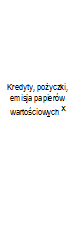 Kredyty, pożyczki,
emisja papierów
wartościowych x